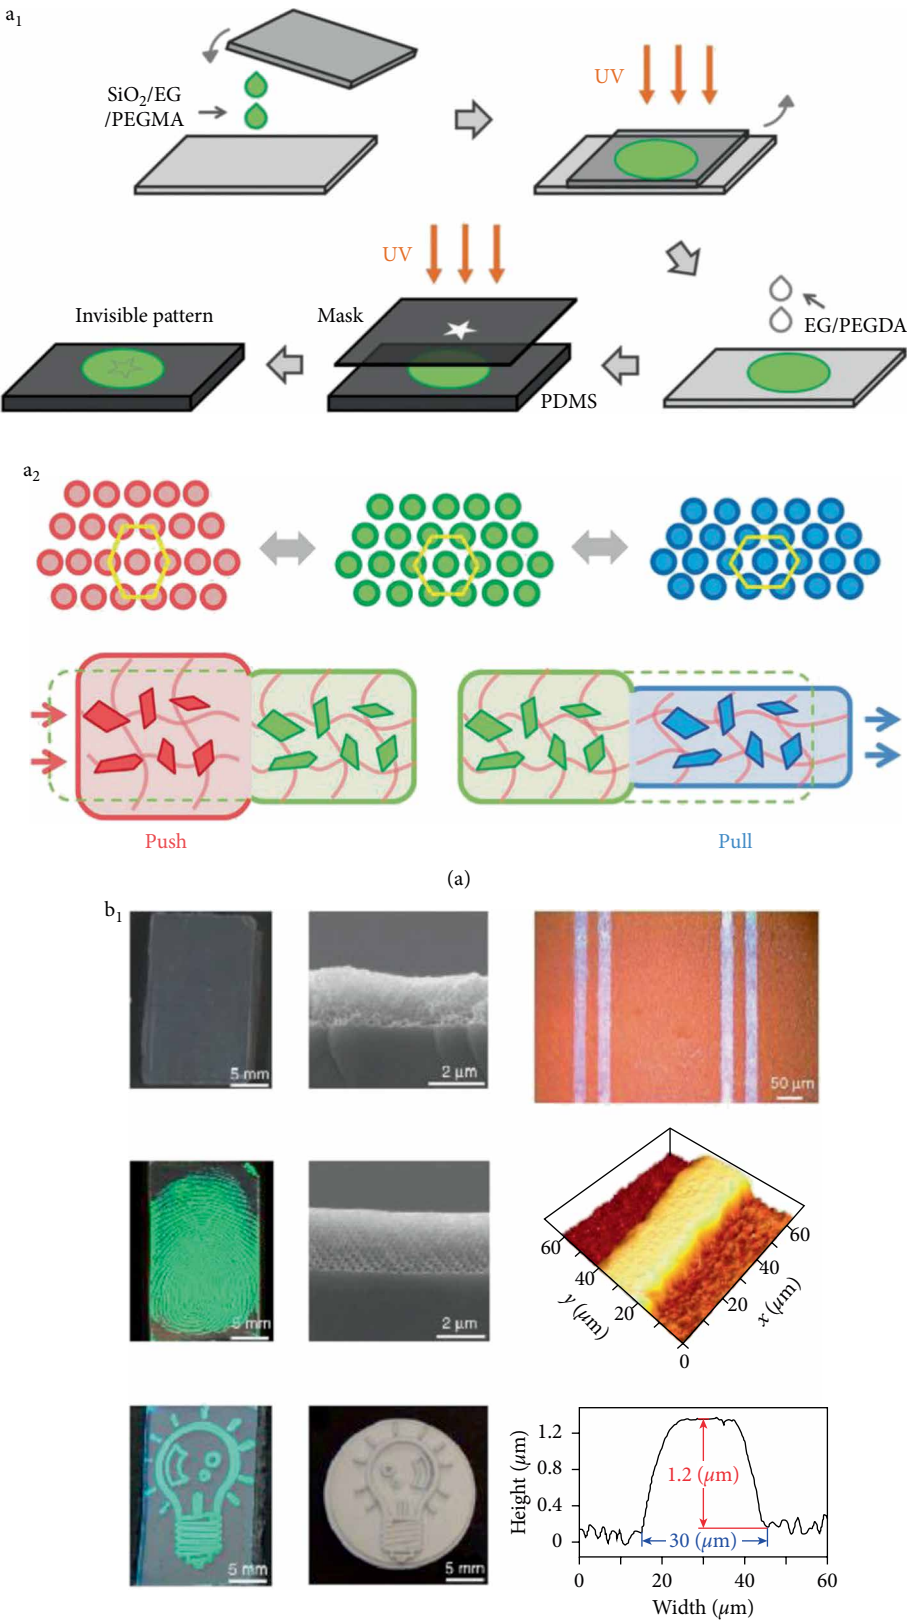 a1
SiO2/EG
/PEGMA
UV
UV
Invisible pattern
Mask
EG/PEGDA
PDMS
a2
Push
Pull
(a)
b1
5 mm
2 μm
50 μm
5 mm
2 μm
60
40
20
0
20
40
60
y (μm)
x (μm)
5 mm
5 mm
Height (μm)
1.2
0.8
0.4
0
1.2 (μm)
30 (μm)
0
20
40
60
Width (μm)